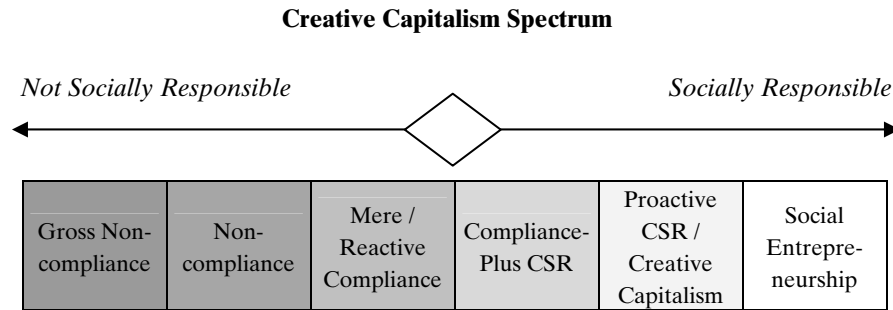 Creative Capitalism Spectrum
Not Socially Responsible
Socially Responsible
Gross Non-
compliance
Non-
compliance
Mere /
Reactive
Compliance
Compliance-
Plus CSR
Proactive
CSR /
Creative
Capitalism
Social
Entrepre-
neurship